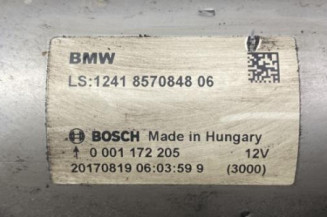 BMW
LS:1241 8570848 06
BOSCH Made in Hungary
↑ 0 001 172 205 12V
20170819 06:03:59 9 (3000)